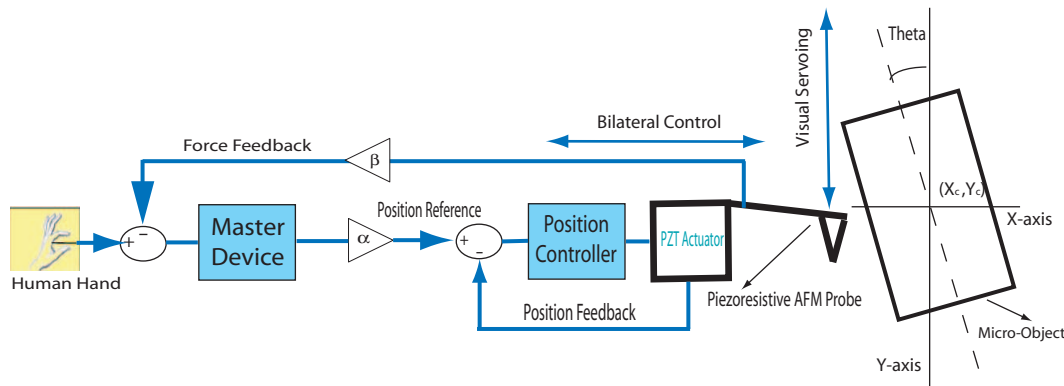 Theta
Visual Servoing
Bilateral Control
Force Feedback
β
(Xc,Yc)
Position Reference
X-axis
+
−
Master
Device
α
+
-
Position
Controller
PZT Actuator
Human Hand
Piezoresistive AFM Probe
Position Feedback
Micro-Object
Y-axis